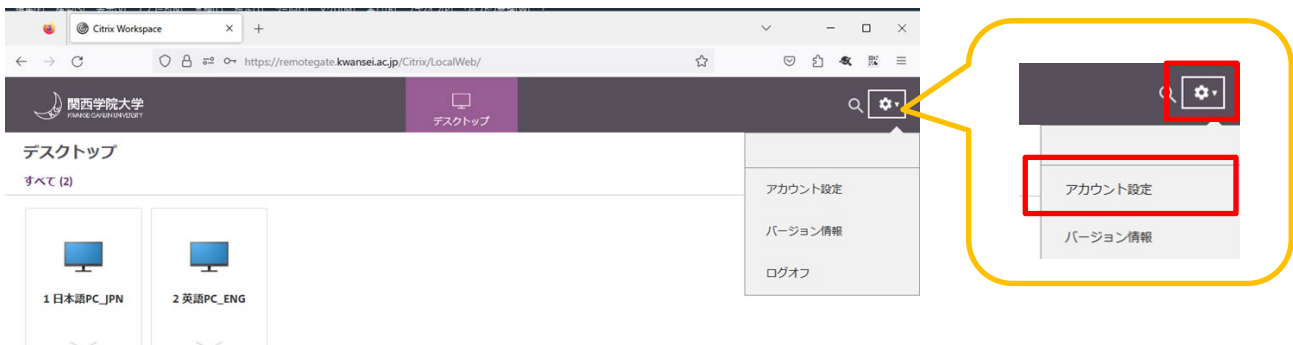 Citrix Workspace
https://remotegate.kwansei.ac.jp/Citrix/LocalWeb/
関西学院大学
KWANSEI GAKUIN UNIVERSITY
デスクトップ
デスクトップ
すべて (2)
アカウント設定
バージョン情報
ログオフ
1 日本語PC_JPN
2 英語PC_ENG
アカウント設定
バージョン情報